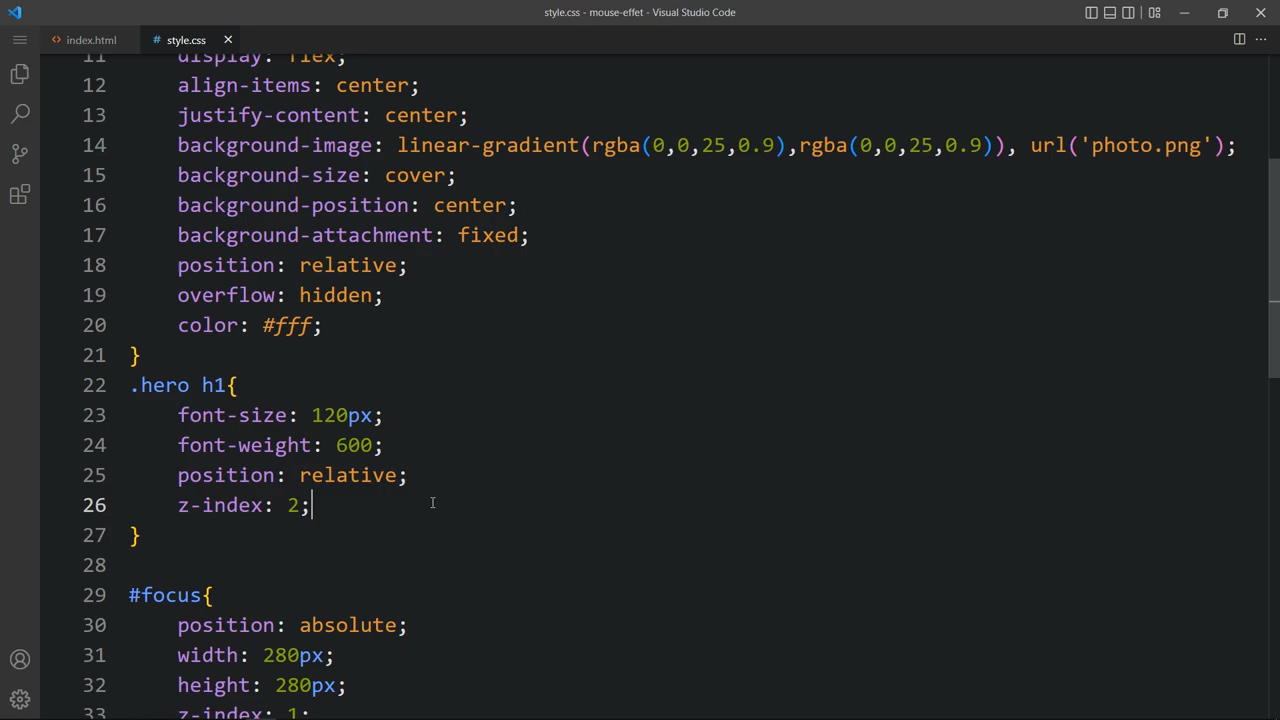 style.css - mouse-effet - Visual Studio Code
index.html
# style.css
11 display: flex;
12 align-items: center;
13 justify-content: center;
14 background-image: linear-gradient(rgba(0,0,25,0.9),rgba(0,0,25,0.9)), url('photo.png');
15 background-size: cover;
16 background-position: center;
17 background-attachment: fixed;
18 position: relative;
19 overflow: hidden;
20 color: #fff;
21 }
22 .hero h1{
23 font-size: 120px;
24 font-weight: 600;
25 position: relative;
26 z-index: 2;
27 }
28
29 #focus{
30 position: absolute;
31 width: 280px;
32 height: 280px;
33 z-index: 1;